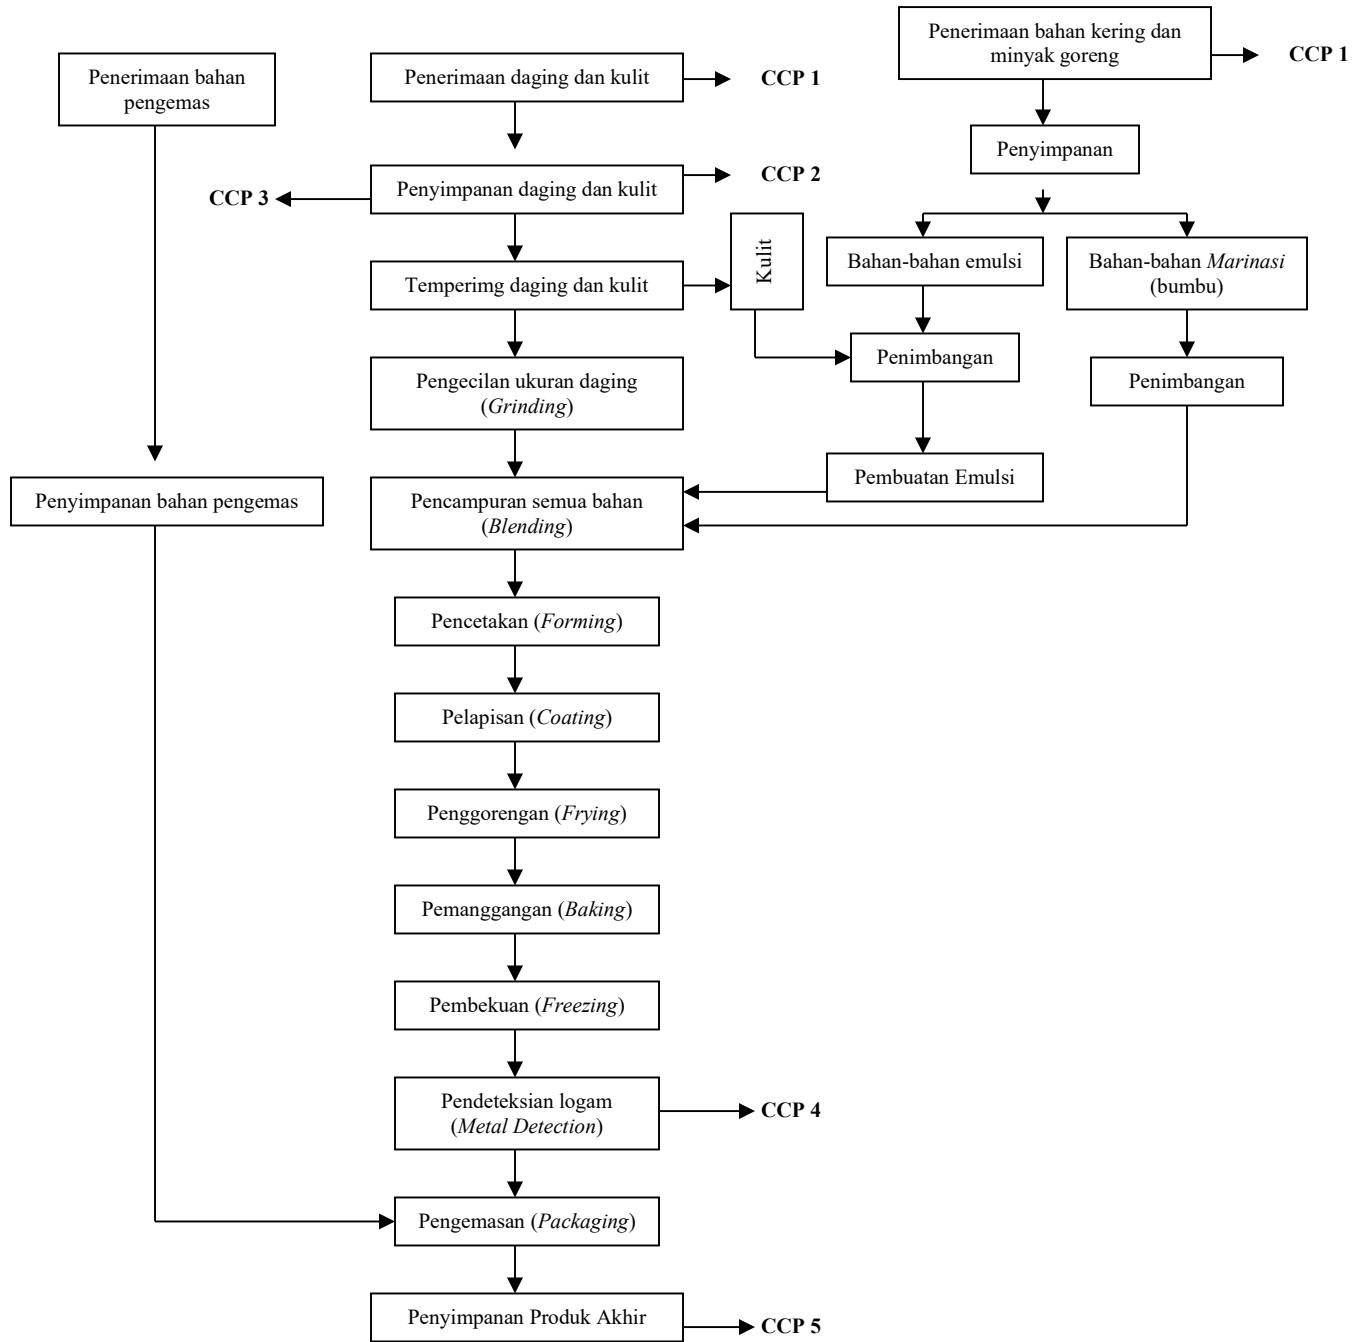 Penerimaan bahan kering dan
minyak goreng
CCP 1
Penerimaan bahan
pengemas
Penerimaan daging dan kulit
CCP 1
Penyimpanan
CCP 3
Penyimpanan daging dan kulit
CCP 2
Kulit
Bahan-bahan emulsi
Bahan-bahan Marinasi
(bumbu)
Temperimg daging dan kulit
Penimbangan
Penimbangan
Pengecilan ukuran daging
(Grinding)
Penyimpanan bahan pengemas
Pencampuran semua bahan
(Blending)
Pembuatan Emulsi
Pencetakan (Forming)
Pelapisan (Coating)
Penggorengan (Frying)
Pemanggangan (Baking)
Pembekuan (Freezing)
Pendeteksian logam
(Metal Detection)
CCP 4
Pengemasan (Packaging)
Penyimpanan Produk Akhir
CCP 5